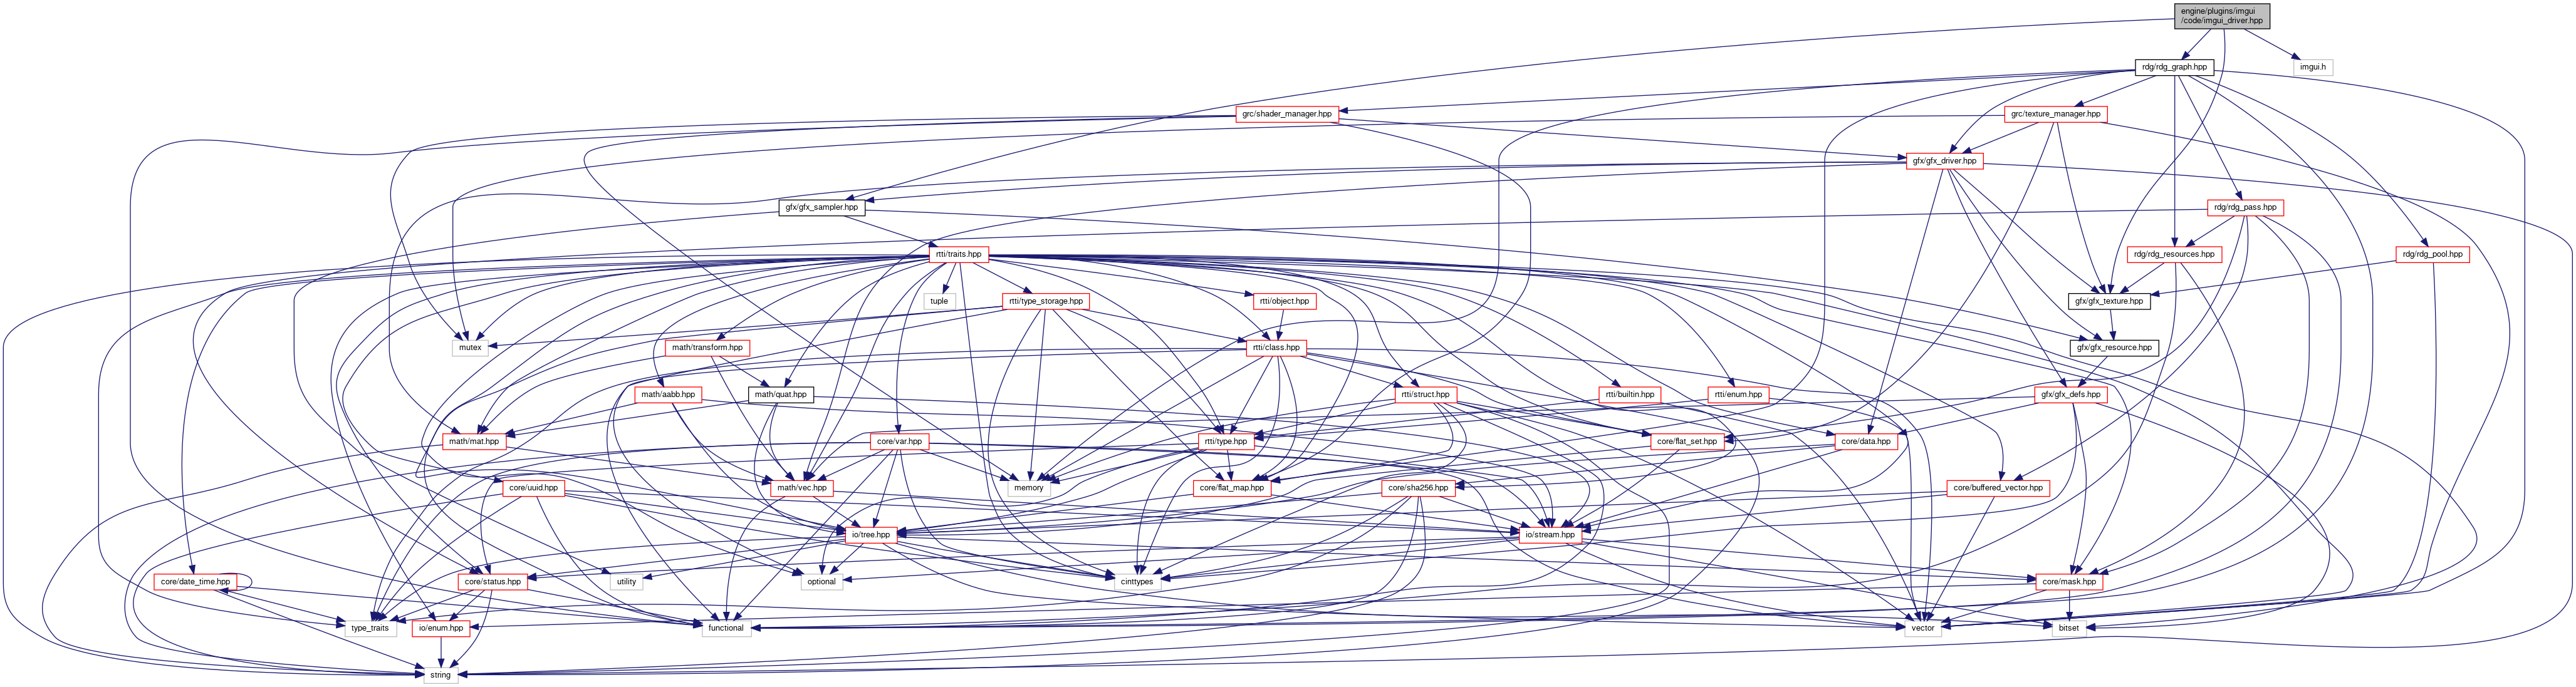 engine/plugins/imgui
/code/imgui_driver.hpp
rdg/rdg_graph.hpp
imgui.h
grc/shader_manager.hpp
grc/texture_manager.hpp
gfx/gfx_driver.hpp
gfx/gfx_sampler.hpp
rdg/rdg_pass.hpp
rtti/traits.hpp
rdg/rdg_resources.hpp
rdg/rdg_pool.hpp
tuple
rtti/type_storage.hpp
rtti/object.hpp
gfx/gfx_texture.hpp
mutex
math/transform.hpp
rtti/class.hpp
gfx/gfx_resource.hpp
math/aabb.hpp
math/quat.hpp
rtti/struct.hpp
rtti/builtin.hpp
rtti/enum.hpp
gfx/gfx_defs.hpp
math/mat.hpp
core/var.hpp
rtti/type.hpp
core/flat_set.hpp
core/data.hpp
core/uuid.hpp
math/vec.hpp
memory
core/flat_map.hpp
core/sha256.hpp
core/buffered_vector.hpp
io/tree.hpp
io/stream.hpp
core/date_time.hpp
core/status.hpp
utility
optional
cinttypes
core/mask.hpp
type_traits
io/enum.hpp
functional
vector
bitset
string